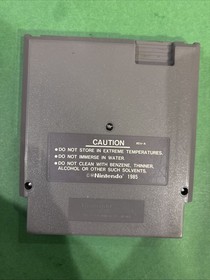 CAUTION
REV-A
●DO NOT STORE IN EXTREME TEMPERATURES.
●DO NOT IMMERSE IN WATER.
●DO NOT CLEAN WITH BENZENE, THINNER,
ALCOHOL OR OTHER SUCH SOLVENTS.
©Nintendo 1985